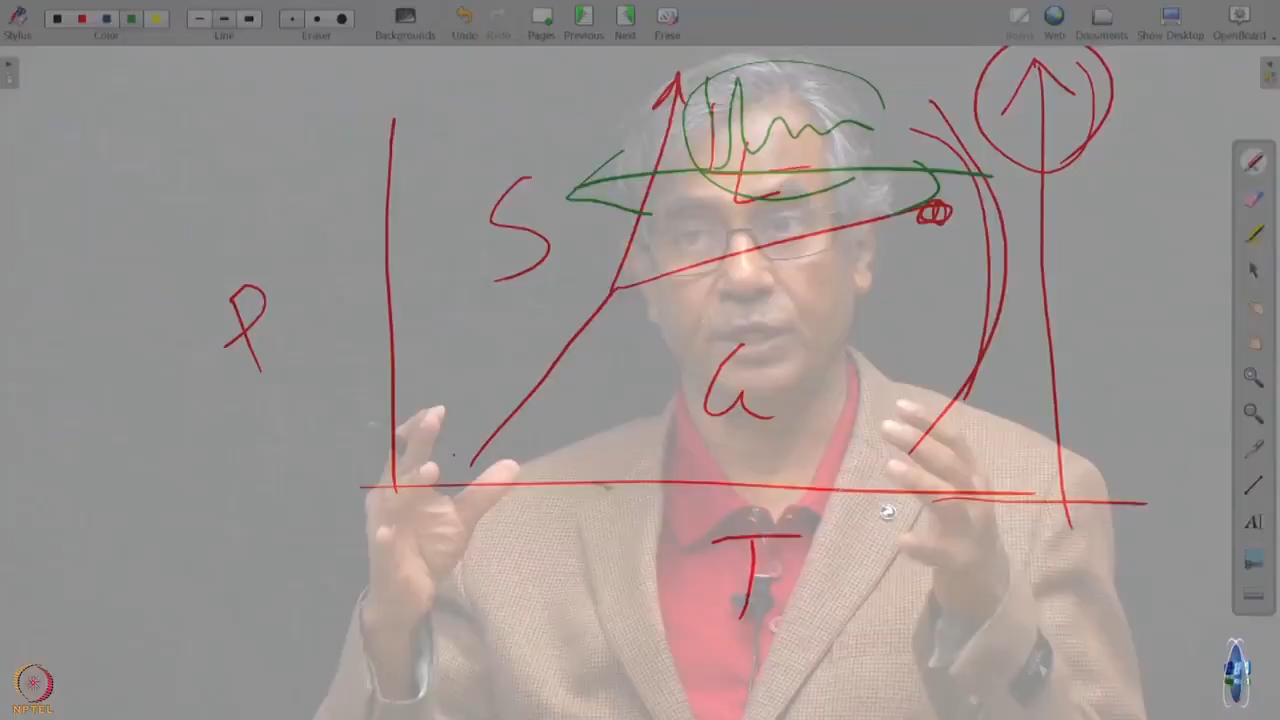 Stylus
Color
Line
Eraser
Backgrounds
Undo
Redo
Pages
Previous
Next
Erase
Board
Web
Documents
Show Desktop
OpenBoard
S
L
P
G
T
NPTEL